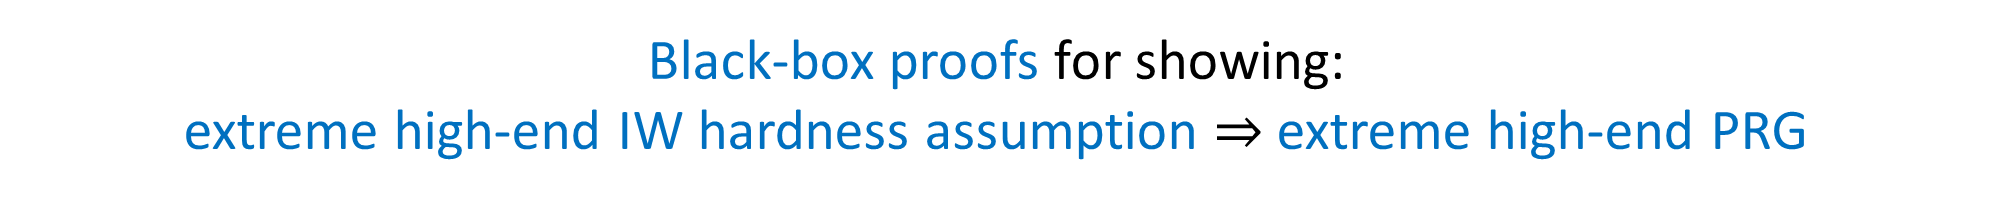 Black-box proofs for showing:
extreme high-end IW hardness assumption ⇒ extreme high-end PRG